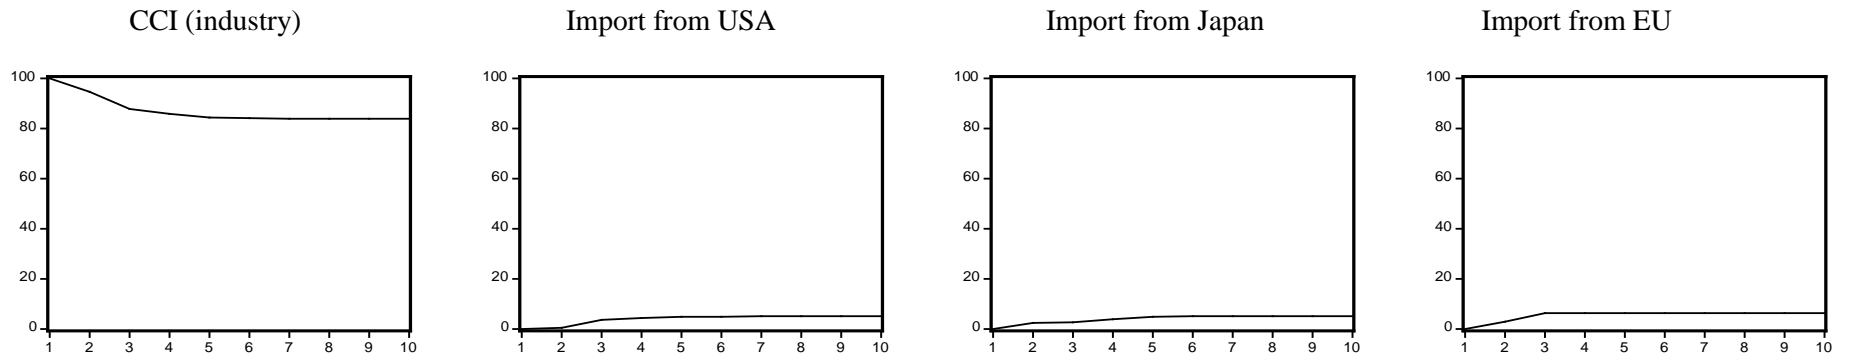 CCI (industry) Import from USA Import from Japan Import from EU
100 100 100 100
80 80 80 80
60 60 60 60
40 40 40 40
20 20 20 20
0 0 0 0
1 2 3 4 5 6 7 8 9 10 1 2 3 4 5 6 7 8 9 10 1 2 3 4 5 6 7 8 9 10 1 2 3 4 5 6 7 8 9 10